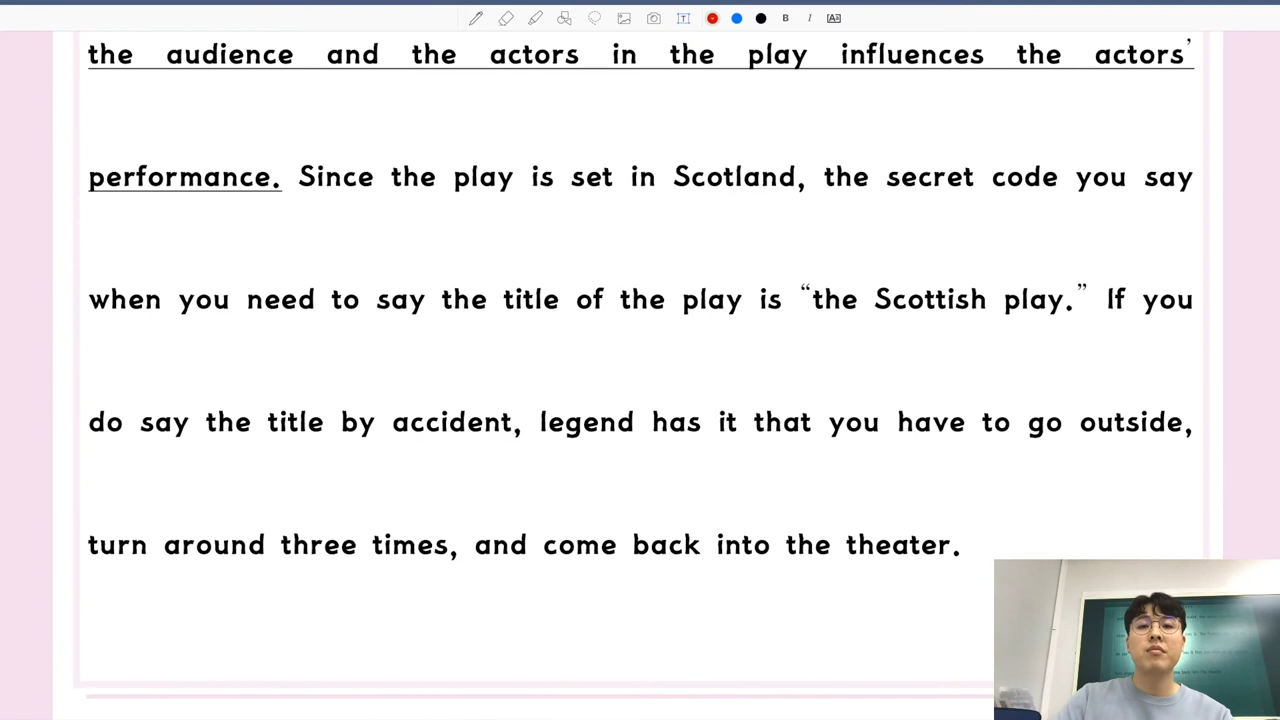 the audience and the actors in the play influences the actors’
performance. Since the play is set in Scotland, the secret code you say
when you need to say the title of the play is “the Scottish play.” If you
do say the title by accident, legend has it that you have to go outside,
turn around three times, and come back into the theater.